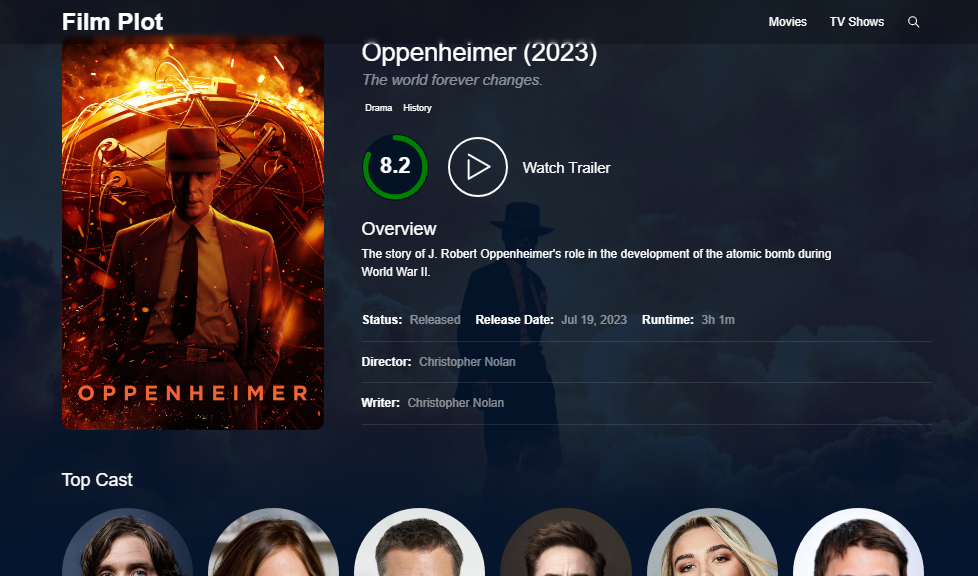 Film Plot
Movies TV Shows
Oppenheimer (2023)
The world forever changes.
Drama History
8.2
Watch Trailer
Overview
The story of J. Robert Oppenheimer's role in the development of the atomic bomb during
World War II.
Status: Released Release Date: Jul 19, 2023 Runtime: 3h 1m
Director: Christopher Nolan
Writer: Christopher Nolan
OPPENHEIMER
Top Cast